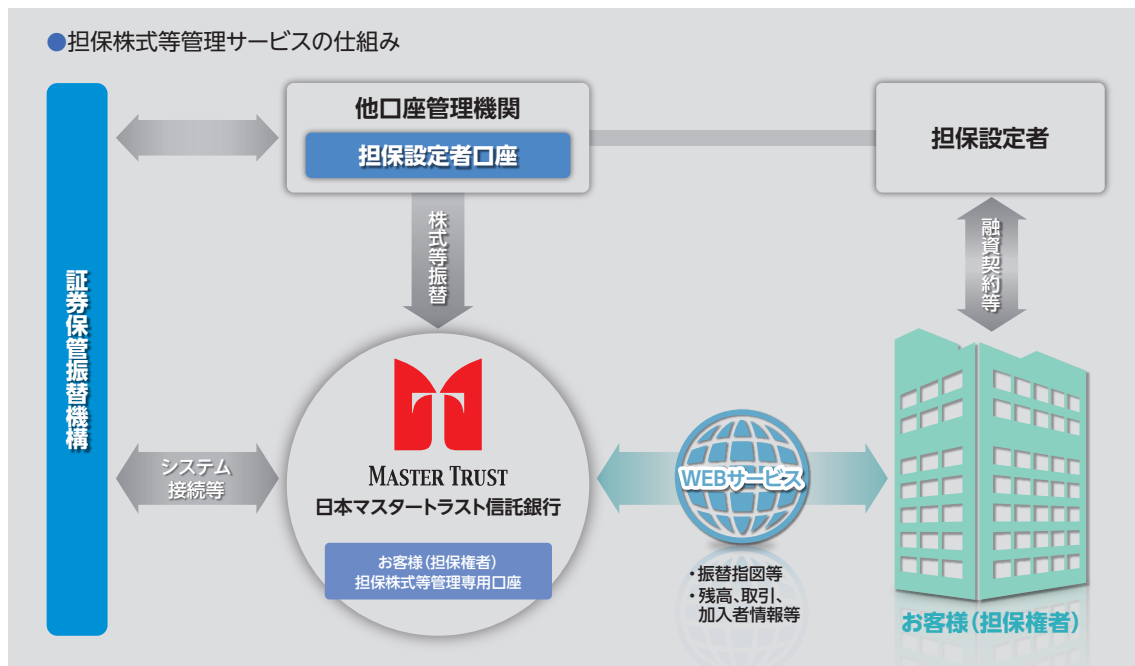 ●担保株式等管理サービスの仕組み
他口座管理機関
担保設定者口座
担保設定者
株式等振替
融資契約等
証券保管振替機構
システム
接続等
MASTER TRUST
日本マスタートラスト信託銀行
お客様(担保権者)
担保株式等管理専用口座
WEBサービス
・振替指図等
・残高、取引、
加入者情報等
お客様(担保権者)